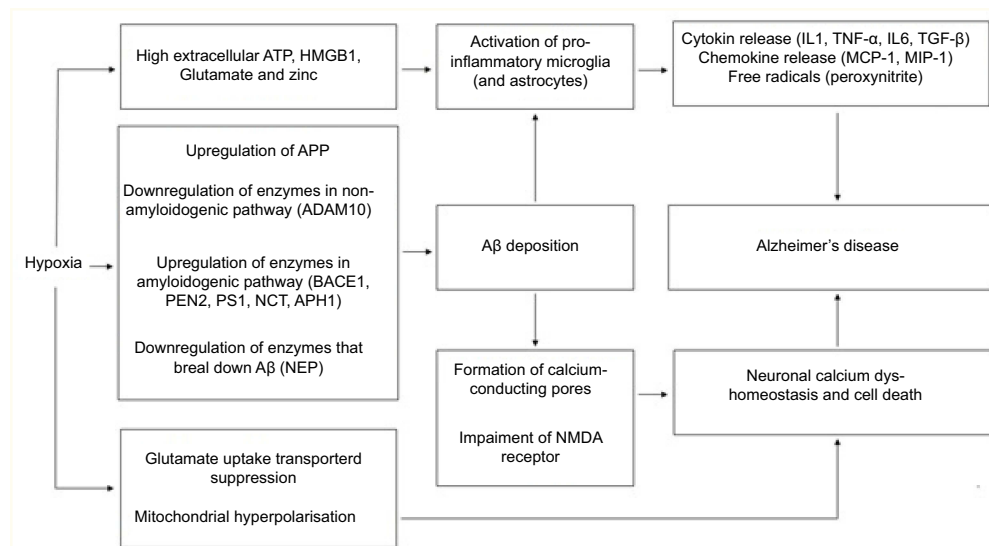 High extracellular ATP, HMGB1,
Glutamate and zinc
Activation of pro-
inflammatory microglia
(and astrocytes)
Cytokin release (IL1, TNF-α, IL6, TGF-β)
Chemokine release (MCP-1, MIP-1)
Free radicals (peroxynitrite)
Hypoxia
Upregulation of APP
Downregulation of enzymes in non-
amyloidogenic pathway (ADAM10)
Upregulation of enzymes in
amyloidogenic pathway (BACE1,
PEN2, PS1, NCT, APH1)
Downregulation of enzymes that
breal down Aβ (NEP)
Aβ deposition
Alzheimer’s disease
Formation of calcium-
conducting pores
Impaiment of NMDA
receptor
Neuronal calcium dys-
homeostasis and cell death
Glutamate uptake transporterd
suppression
Mitochondrial hyperpolarisation